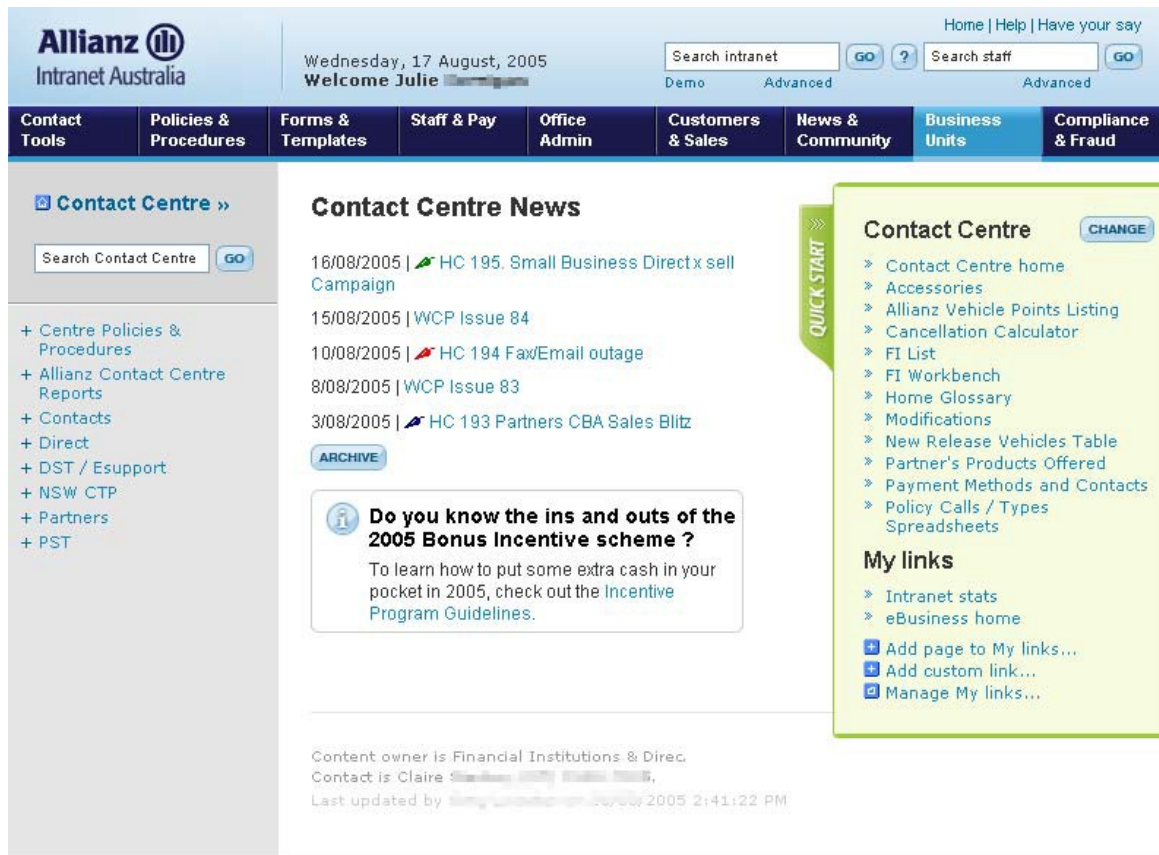 Allianz
Intranet Australia
Wednesday, 17 August, 2005
Welcome Julie
Home | Help | Have your say
Search intranet GO ? Search staff GO
Demo Advanced Advanced
Contact Tools
Policies & Procedures
Forms & Templates
Staff & Pay
Office Admin
Customers & Sales
News & Community
Business Units
Compliance & Fraud
Contact Centre »
Search Contact Centre GO
+ Centre Policies &
Procedures
+ Allianz Contact Centre
Reports
+ Contacts
+ Direct
+ DST / Esupport
+ NSW CTP
+ Partners
+ PST
Contact Centre News
16/08/2005 | HC 195. Small Business Direct x sell
Campaign
15/08/2005 | WCP Issue 84
10/08/2005 | HC 194 Fax/Email outage
8/08/2005 | WCP Issue 83
3/08/2005 | HC 193 Partners CBA Sales Blitz
ARCHIVE
Do you know the ins and outs of the
2005 Bonus Incentive scheme ?
To learn how to put some extra cash in your
pocket in 2005, check out the Incentive
Program Guidelines.
QUICK START »»
Contact Centre CHANGE
» Contact Centre home
» Accessories
» Allianz Vehicle Points Listing
» Cancellation Calculator
» FI List
» FI Workbench
» Home Glossary
» Modifications
» New Release Vehicles Table
» Partner's Products Offered
» Payment Methods and Contacts
» Policy Calls / Types
Spreadsheets
My links
» Intranet stats
» eBusiness home
Add page to My links...
Add custom link...
Manage My links...
Content owner is Financial Institutions & Direc.
Contact is Claire
Last updated by 2005 2:41:22 PM